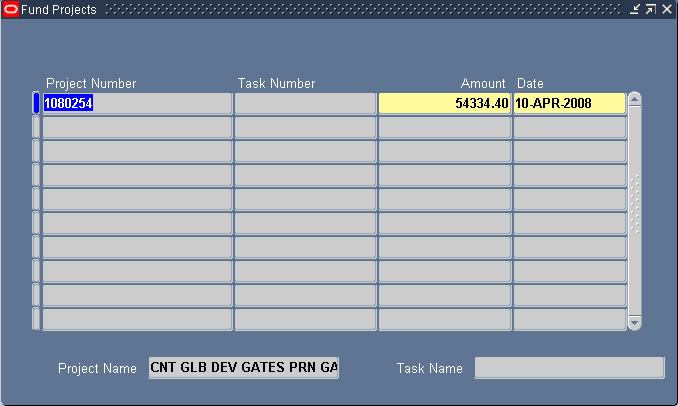 Fund Projects
Project Number Task Number Amount Date
1080254 54334.40 10-APR-2008
Project Name CNT GLB DEV GATES PRN GA Task Name